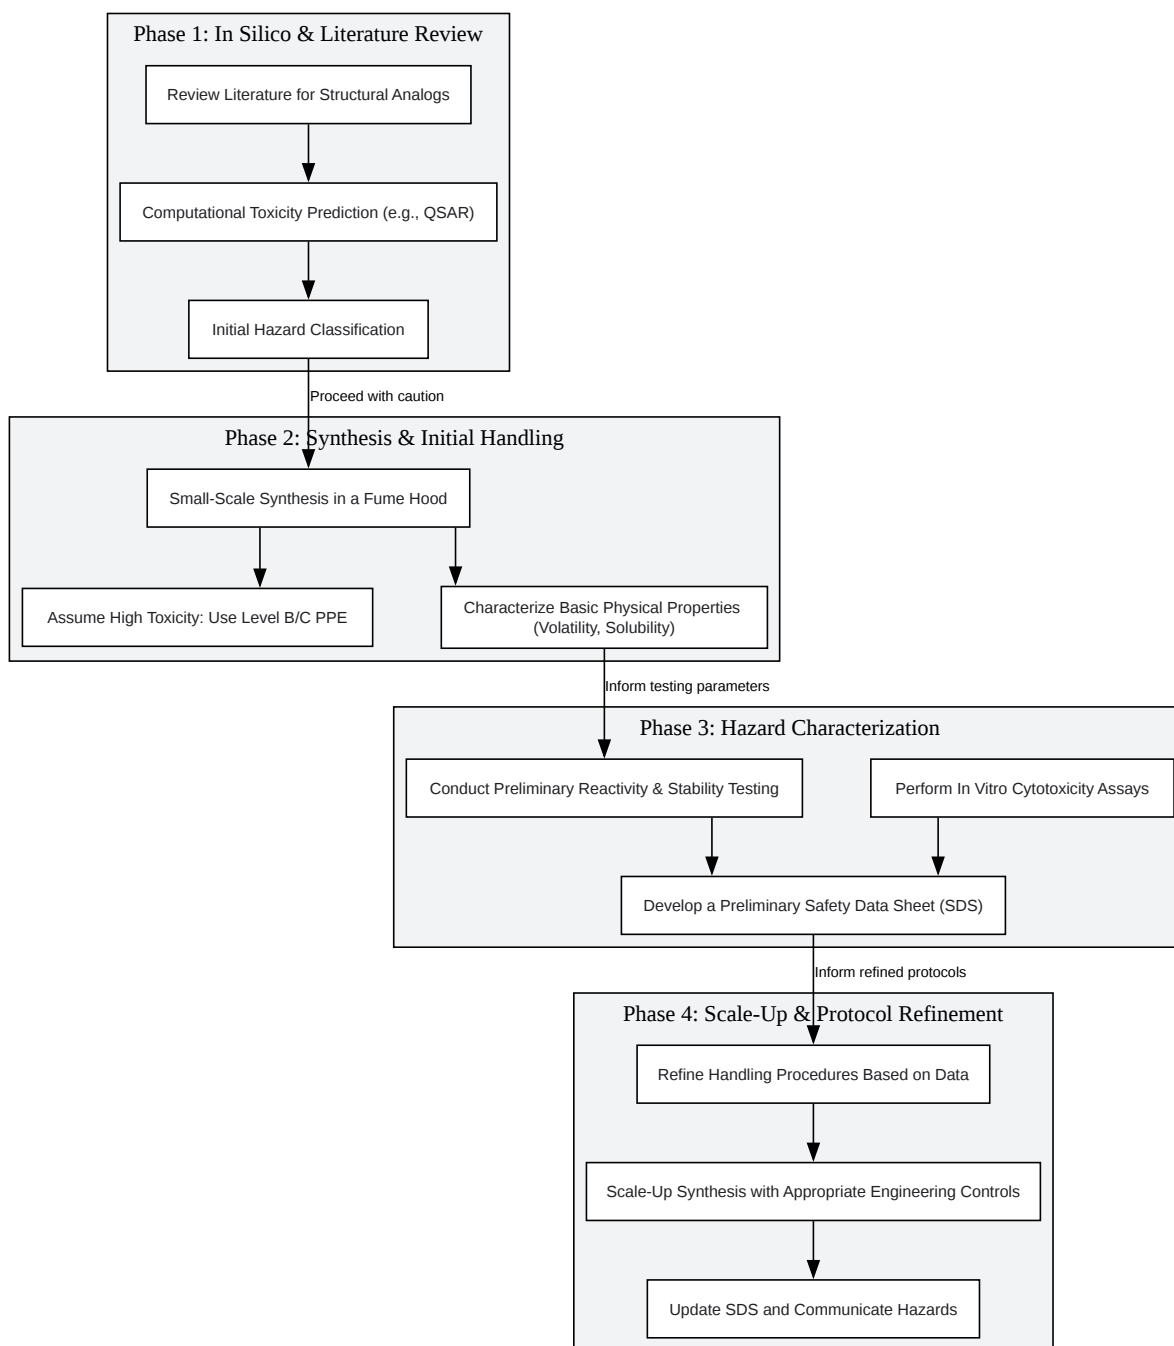 Phase 1: In Silico & Literature Review
Review Literature for Structural Analogs
Computational Toxicity Prediction (e.g., QSAR)
Initial Hazard Classification
Proceed with caution
Phase 2: Synthesis & Initial Handling
Small-Scale Synthesis in a Fume Hood
Assume High Toxicity: Use Level B/C PPE
Characterize Basic Physical Properties
(Volatility, Solubility)
Inform testing parameters
Phase 3: Hazard Characterization
Conduct Preliminary Reactivity & Stability Testing
Perform In Vitro Cytotoxicity Assays
Develop a Preliminary Safety Data Sheet (SDS)
Inform refined protocols
Phase 4: Scale-Up & Protocol Refinement
Refine Handling Procedures Based on Data
Scale-Up Synthesis with Appropriate Engineering Controls
Update SDS and Communicate Hazards